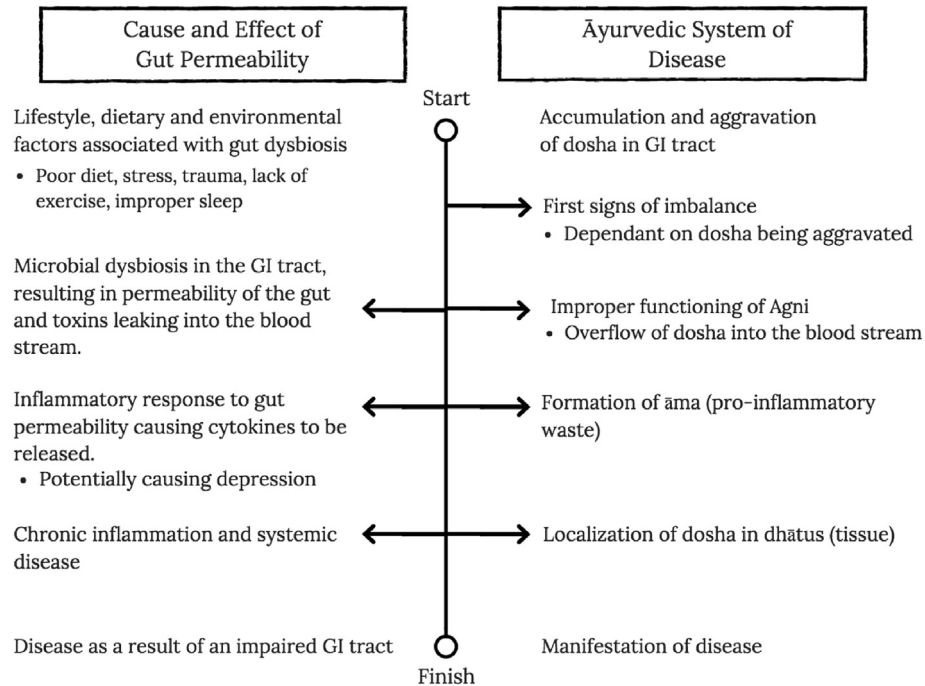 Cause and Effect of
Gut Permeability
Āyurvedic System of
Disease
Start
Lifestyle, dietary and environmental
factors associated with gut dysbiosis
• Poor diet, stress, trauma, lack of
exercise, improper sleep
Accumulation and aggravation
of dosha in GI tract
First signs of imbalance
• Dependant on dosha being aggravated
Microbial dysbiosis in the GI tract,
resulting in permeability of the gut
and toxins leaking into the blood
stream.
Improper functioning of Agni
• Overflow of dosha into the blood stream
Inflammatory response to gut
permeability causing cytokines to be
released.
• Potentially causing depression
Formation of āma (pro-inflammatory
waste)
Chronic inflammation and systemic
disease
Localization of dosha in dhātus (tissue)
Disease as a result of an impaired GI tract
Manifestation of disease
Finish